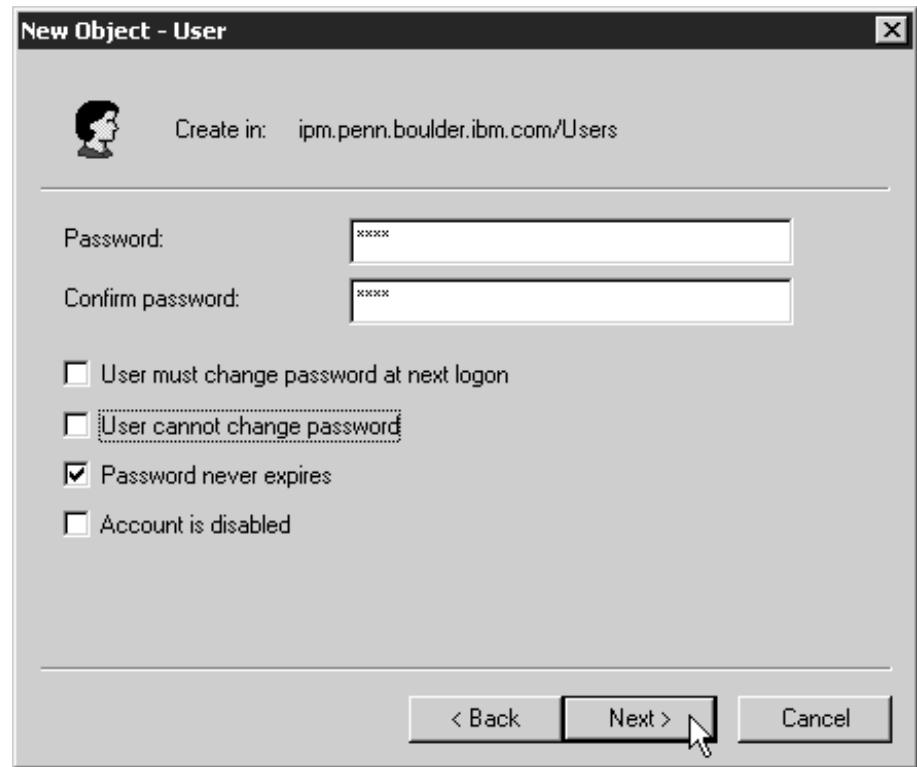 New Object - User
Create in: ipm.penn.boulder.ibm.com/Users
Password: ****
Confirm password: ****
User must change password at next logon
User cannot change password
Password never expires
Account is disabled
< Back Next > Cancel